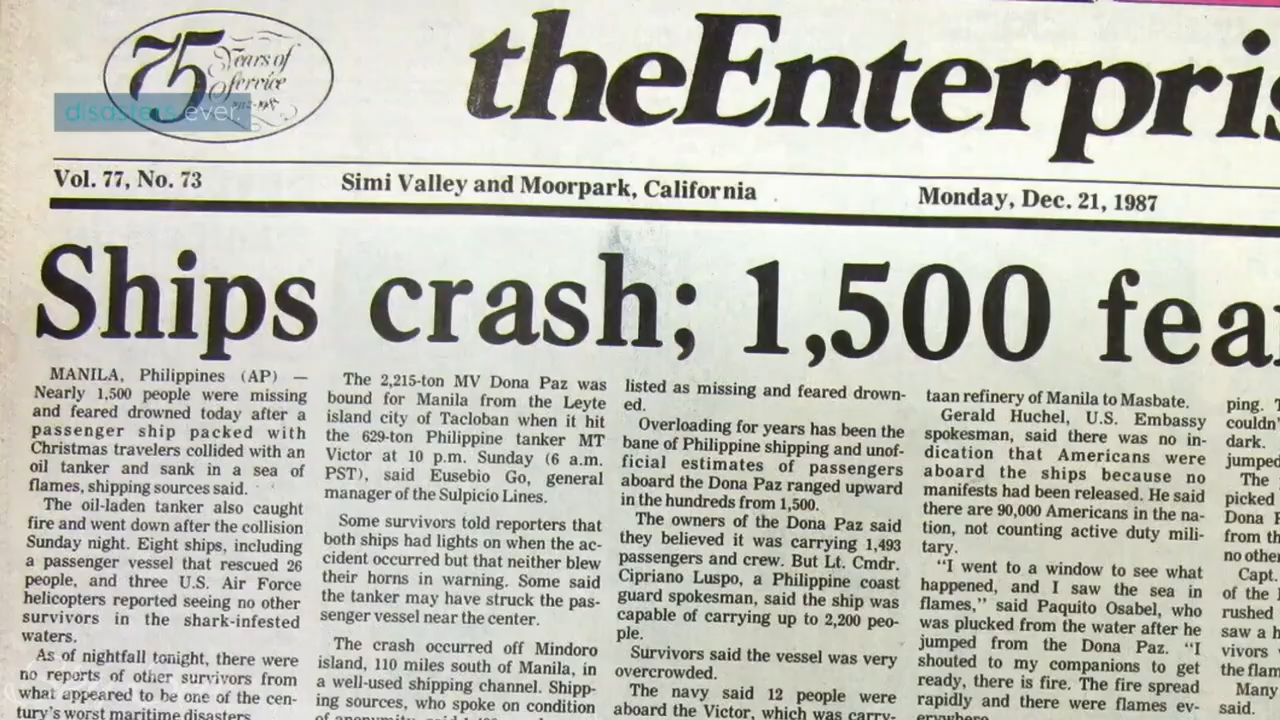 75 Years of
Service
disasters ever.
theEnterpri
Vol. 77, No. 73
Simi Valley and Moorpark, California
Monday, Dec. 21, 1987
Ships crash; 1,500 fea
MANILA, Philippines (AP) —
Nearly 1,500 people were missing
and feared drowned today after a
passenger ship packed with
Christmas travelers collided with an
oil tanker and sank in a sea of
flames, shipping sources said.
The oil-laden tanker also caught
fire and went down after the collision
Sunday night. Eight ships, including
a passenger vessel that rescued 26
people, and three U.S. Air Force
helicopters reported seeing no other
survivors in the shark-infested
waters.
As of nightfall tonight, there were
no reports of other survivors from
what appeared to be one of the cen-
tury's worst maritime disasters
The 2,215-ton MV Dona Paz was
bound for Manila from the Leyte
island city of Tacloban when it hit
the 629-ton Philippine tanker MT
Victor at 10 p.m. Sunday (6 a.m.
PST), said Eusebio Go, general
manager of the Sulpicio Lines.
Some survivors told reporters that
both ships had lights on when the ac-
cident occurred but that neither blew
their horns in warning. Some said
the tanker may have struck the pas-
senger vessel near the center.
The crash occurred off Mindoro
island, 110 miles south of Manila, in
a well-used shipping channel. Shipp-
ing sources, who spoke on condition
listed as missing and feared drown-
ed.
Overloading for years has been the
bane of Philippine shipping and unof-
ficial estimates of passengers
aboard the Dona Paz ranged upward
in the hundreds from 1,500.
The owners of the Dona Paz said
they believed it was carrying 1,493
passengers and crew. But Lt. Cmdr.
Cipriano Luspo, a Philippine coast
guard spokesman, said the ship was
capable of carrying up to 2,200 peo-
ple.
Survivors said the vessel was very
overcrowded.
The navy said 12 people were
aboard the Victor, which was carry-
taan refinery of Manila to Masbate.
Gerald Huchel, U.S. Embassy
spokesman, said there was no in-
dication that Americans were
aboard the ships because no
manifests had been released. He said
there are 90,000 Americans in the na-
tion, not counting active duty mili-
tary.
"I went to a window to see what
happened, and I saw the sea in
flames," said Paquito Osabel, who
was plucked from the water after he
jumped from the Dona Paz. "I
shouted to my companions to get
ready, there is fire. The fire spread
rapidly and there were flames ev-
erywhere
ping.
couldn'
dark.
jumped
The
picked
Dona
from th
no othe
Capt.
of the
rushed
saw a
vivors
the flam
Many
said.